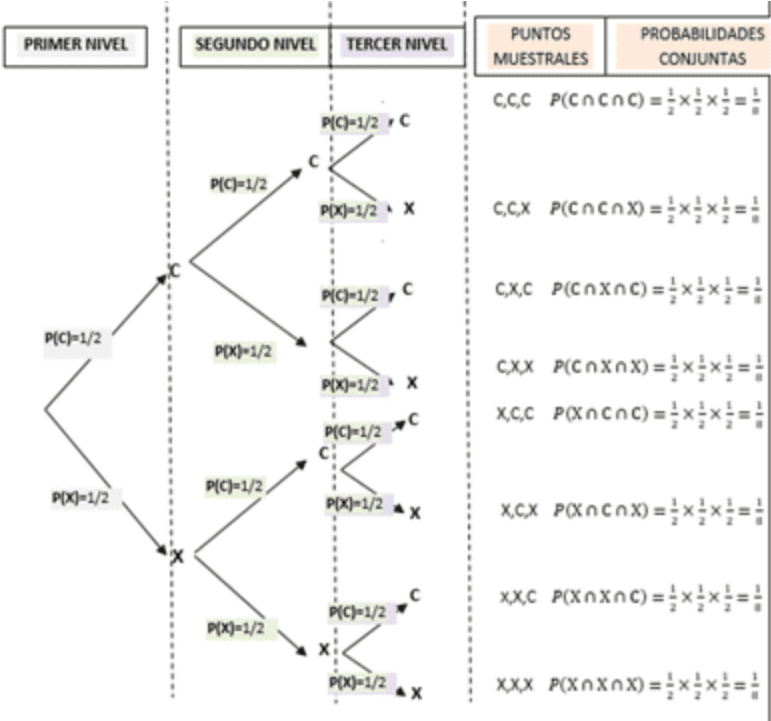 PRIMER NIVEL
SEGUNDO NIVEL
TERCER NIVEL
PUNTOS
MUESTRALES
PROBABILIDADES
CONJUNTAS
P(C)=1/2 C
C,C,C P(C ∩ C ∩ C) = 1/2 × 1/2 × 1/2 = 1/8
C
P(C)=1/2
P(X)=1/2 X
C,C,X P(C ∩ C ∩ X) = 1/2 × 1/2 × 1/2 = 1/8
C
P(C)=1/2 C
C,X,C P(C ∩ X ∩ C) = 1/2 × 1/2 × 1/2 = 1/8
P(C)=1/2
P(X)=1/2
P(X)=1/2 X
C,X,X P(C ∩ X ∩ X) = 1/2 × 1/2 × 1/2 = 1/8
P(C)=1/2 C
X,C,C P(X ∩ C ∩ C) = 1/2 × 1/2 × 1/2 = 1/8
C
P(C)=1/2
P(X)=1/2
P(X)=1/2 X
X,C,X P(X ∩ C ∩ X) = 1/2 × 1/2 × 1/2 = 1/8
X
P(C)=1/2 C
X,X,C P(X ∩ X ∩ C) = 1/2 × 1/2 × 1/2 = 1/8
P(X)=1/2
X
P(X)=1/2 X
X,X,X P(X ∩ X ∩ X) = 1/2 × 1/2 × 1/2 = 1/8